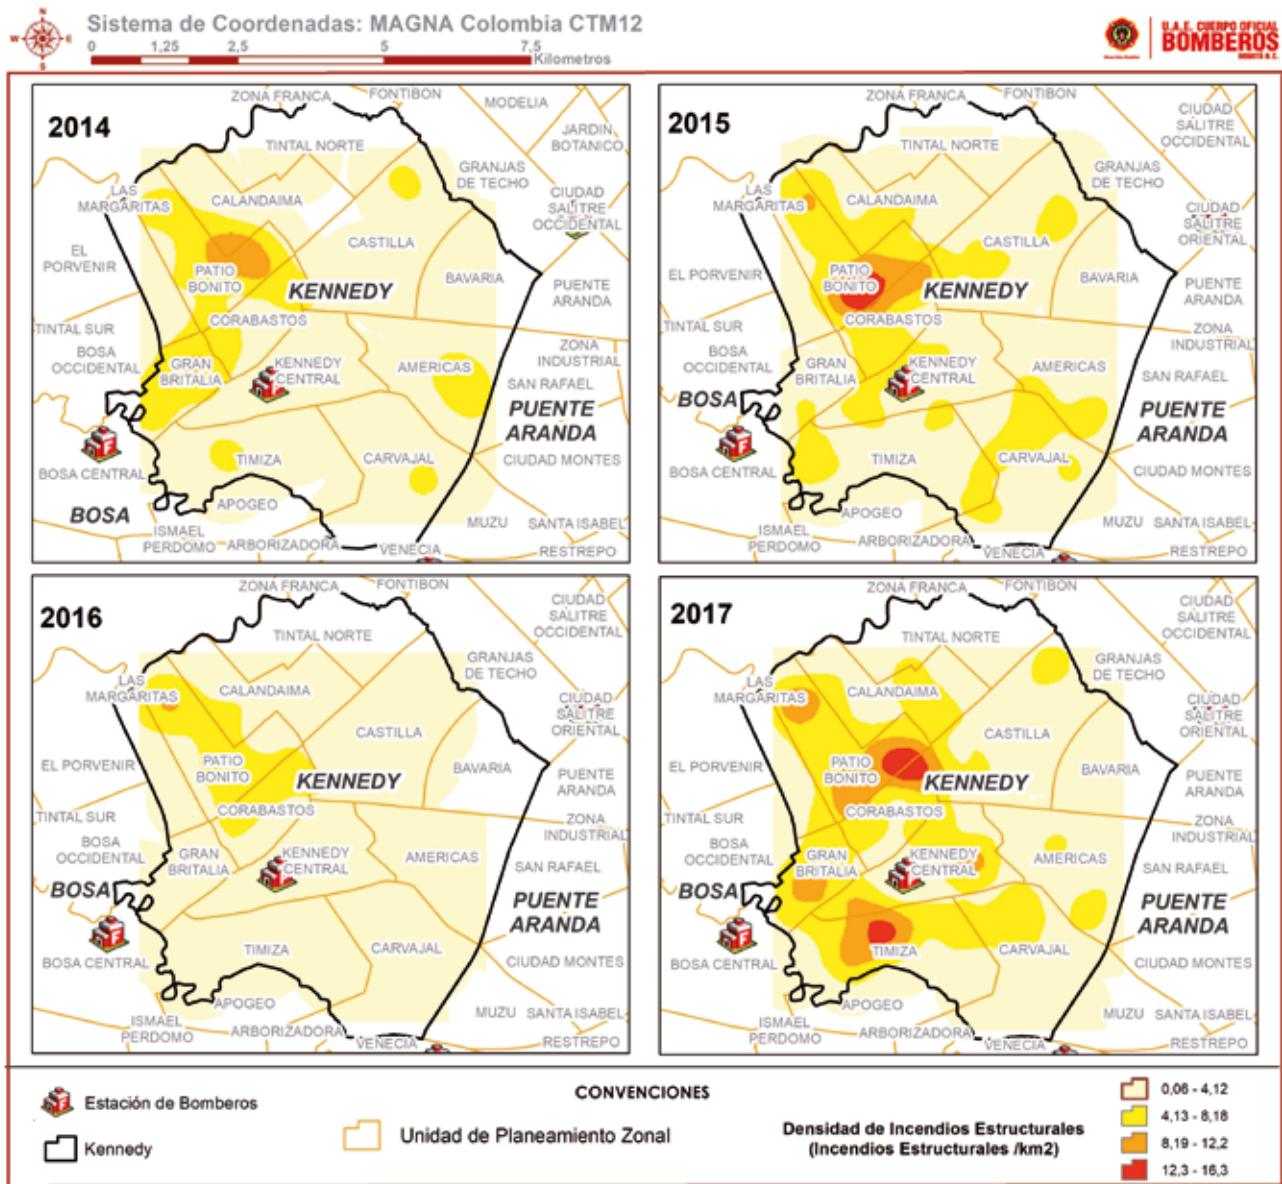 Sistema de Coordenadas: MAGNA Colombia CTM12
0 1,25 2,5 5 7,5
Kilometros
U.A.E. CUERPO OFICIAL
BOMBEROS
2014
ZONA FRANCA
FONTIBON
MODELIA
JARDIN
BOTANICO
TINTAL NORTE
GRANJAS
DE TECHO
LAS
MARGARITAS
CALANDAIMA
CIUDAD
SALITRE
OCCIDENTAL
CASTILLA
EL
PORVENIR
PATIO
BONITO
BAVARIA
KENNEDY
PUENTE
ARANDA
TINTAL SUR
CORABASTOS
ZONA
INDUSTRIAL
BOSA
OCCIDENTAL
GRAN
BRITALIA
KENNEDY
CENTRAL
AMERICAS
SAN RAFAEL
PUENTE
ARANDA
BOSA CENTRAL
TIMIZA
CARVAJAL
CIUDAD MONTES
BOSA
APOGEO
ISMAEL
PERDOMO
ARBORIZADORA
VENECIA
MUZU
SANTA ISABEL
RESTREPO
2015
ZONA FRANCA
FONTIBON
CIUDAD
SALITRE
OCCIDENTAL
TINTAL NORTE
GRANJAS
DE TECHO
LAS
MARGARITAS
CALANDAIMA
CIUDAD
SALITRE
ORIENTAL
CASTILLA
EL PORVENIR
PATIO
BONITO
BAVARIA
KENNEDY
PUENTE
ARANDA
TINTAL SUR
CORABASTOS
ZONA
INDUSTRIAL
BOSA
OCCIDENTAL
GRAN
BRITALIA
KENNEDY
CENTRAL
AMERICAS
SAN RAFAEL
BOSA
PUENTE
ARANDA
BOSA CENTRAL
TIMIZA
CARVAJAL
CIUDAD MONTES
APOGEO
ISMAEL
PERDOMO
ARBORIZADORA
VENECIA
MUZU
SANTA ISABEL
RESTREPO
2016
ZONA FRANCA
FONTIBON
CIUDAD
SALITRE
OCCIDENTAL
TINTAL NORTE
GRANJAS
DE TECHO
LAS
MARGARITAS
CALANDAIMA
CIUDAD
SALITRE
ORIENTAL
CASTILLA
EL PORVENIR
PATIO
BONITO
BAVARIA
KENNEDY
PUENTE
ARANDA
TINTAL SUR
CORABASTOS
ZONA
INDUSTRIAL
BOSA
OCCIDENTAL
GRAN
BRITALIA
KENNEDY
CENTRAL
AMERICAS
SAN RAFAEL
BOSA
PUENTE
ARANDA
BOSA CENTRAL
TIMIZA
CARVAJAL
CIUDAD MONTES
APOGEO
ISMAEL
PERDOMO
ARBORIZADORA
VENECIA
MUZU
SANTA ISABEL
RESTREPO
2017
ZONA FRANCA
FONTIBON
CIUDAD
SALITRE
OCCIDENTAL
TINTAL NORTE
GRANJAS
DE TECHO
LAS
MARGARITAS
CALANDAIMA
CIUDAD
SALITRE
ORIENTAL
CASTILLA
EL PORVENIR
PATIO
BONITO
BAVARIA
KENNEDY
PUENTE
ARANDA
TINTAL SUR
CORABASTOS
ZONA
INDUSTRIAL
BOSA
OCCIDENTAL
GRAN
BRITALIA
KENNEDY
CENTRAL
AMERICAS
SAN RAFAEL
BOSA
PUENTE
ARANDA
BOSA CENTRAL
TIMIZA
CARVAJAL
CIUDAD MONTES
APOGEO
ISMAEL
PERDOMO
ARBORIZADORA
VENECIA
MUZU
SANTA ISABEL
RESTREPO
CONVENCIONES
Estación de Bomberos
Kennedy
Unidad de Planeamiento Zonal
Densidad de Incendios Estructurales
(Incendios Estructurales /km2)
0,06 - 4,12
4,13 - 8,18
8,19 - 12,2
12,3 - 16,3